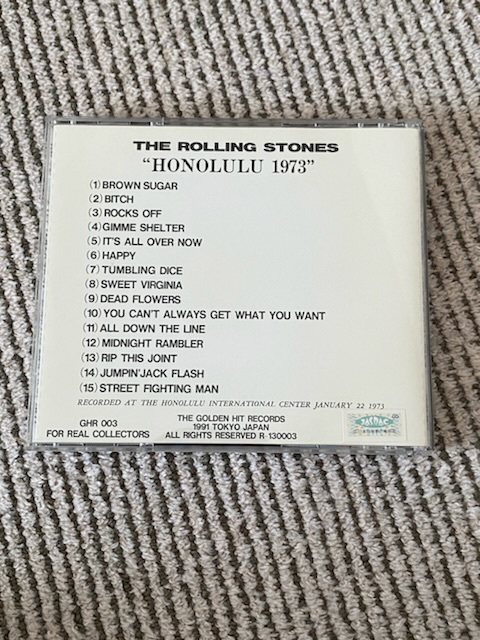 THE ROLLING STONES
"HONOLULU 1973"
(1) BROWN SUGAR
(2) BITCH
(3) ROCKS OFF
(4) GIMME SHELTER
(5) IT'S ALL OVER NOW
(6) HAPPY
(7) TUMBLING DICE
(8) SWEET VIRGINIA
(9) DEAD FLOWERS
(10) YOU CAN'T ALWAYS GET WHAT YOU WANT
(11) ALL DOWN THE LINE
(12) MIDNIGHT RAMBLER
(13) RIP THIS JOINT
(14) JUMPIN'JACK FLASH
(15) STREET FIGHTING MAN
RECORDED AT THE HONOLULU INTERNATIONAL CENTER JANUARY 22 1973
GHR 003
FOR REAL COLLECTORS
THE GOLDEN HIT RECORDS
1991 TOKYO JAPAN
ALL RIGHTS RESERVED R-130003